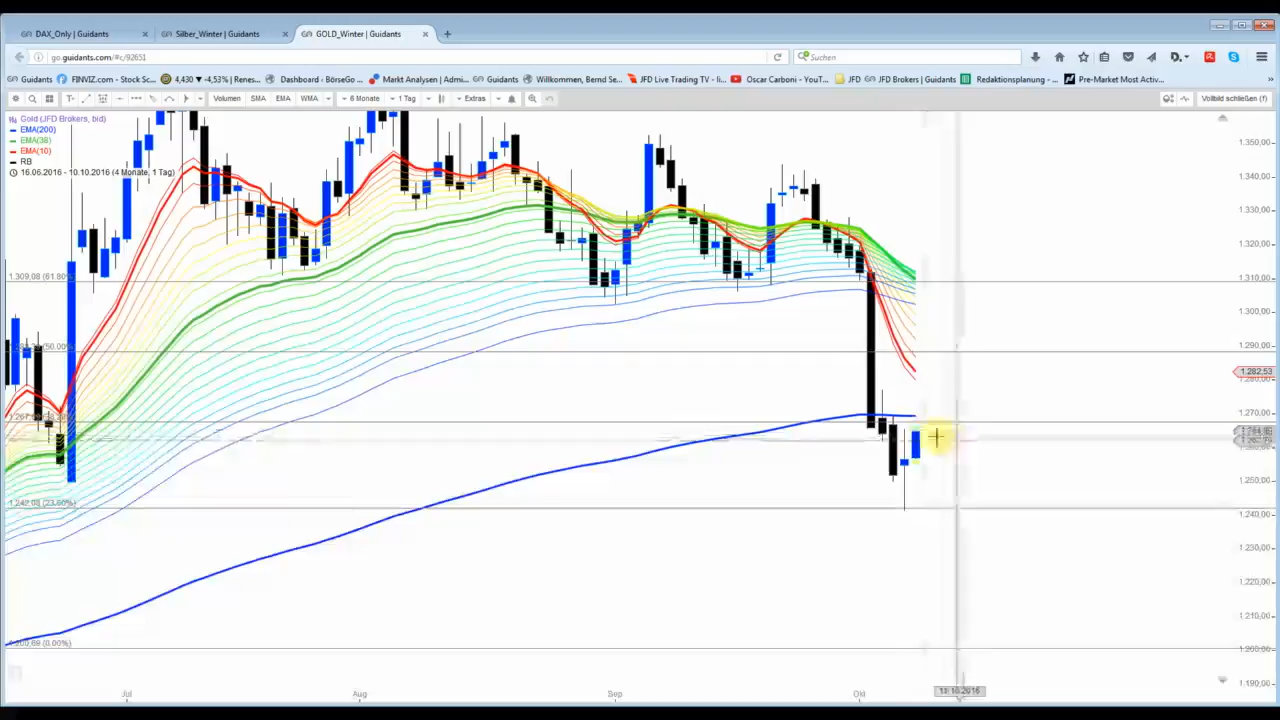 DAX_Only | Guidants
Silber_Winter | Guidants
GOLD_Winter | Guidants
go.guidants.com/#c/92651
Suchen
Guidants
FINVIZ.com - Stock Sc...
4,430 ▼ -4,53% | Renes...
Dashboard - BörseGo ...
Markt Analysen | Admi...
Guidants
Willkommen, Bernd Se...
JFD Live Trading TV - li...
Oscar Carboni - YouT...
JFD
JFD Brokers | Guidants
Redaktionsplanung - ...
Pre-Market Most Activ...
Volumen
SMA
EMA
WMA
6 Monate
1 Tag
Extras
Vollbild schließen (f)
Gold (JFD Brokers, bid)
EMA(200)
EMA(38)
EMA(10)
RB
16.06.2016 - 10.10.2016 (4 Monate, 1 Tag)
1.350,00
1.340,00
1.330,00
1.320,00
1.310,00
1.300,00
1.290,00
1.282,53
1.270,00
1.250,00
1.240,00
1.230,00
1.220,00
1.210,00
1.200,00
1.190,00
1.309,08 (61.80%)
(50.00%)
1.242,08 (23.60%)
1.200,69 (0.00%)
Jul
Aug
Sep
Okt